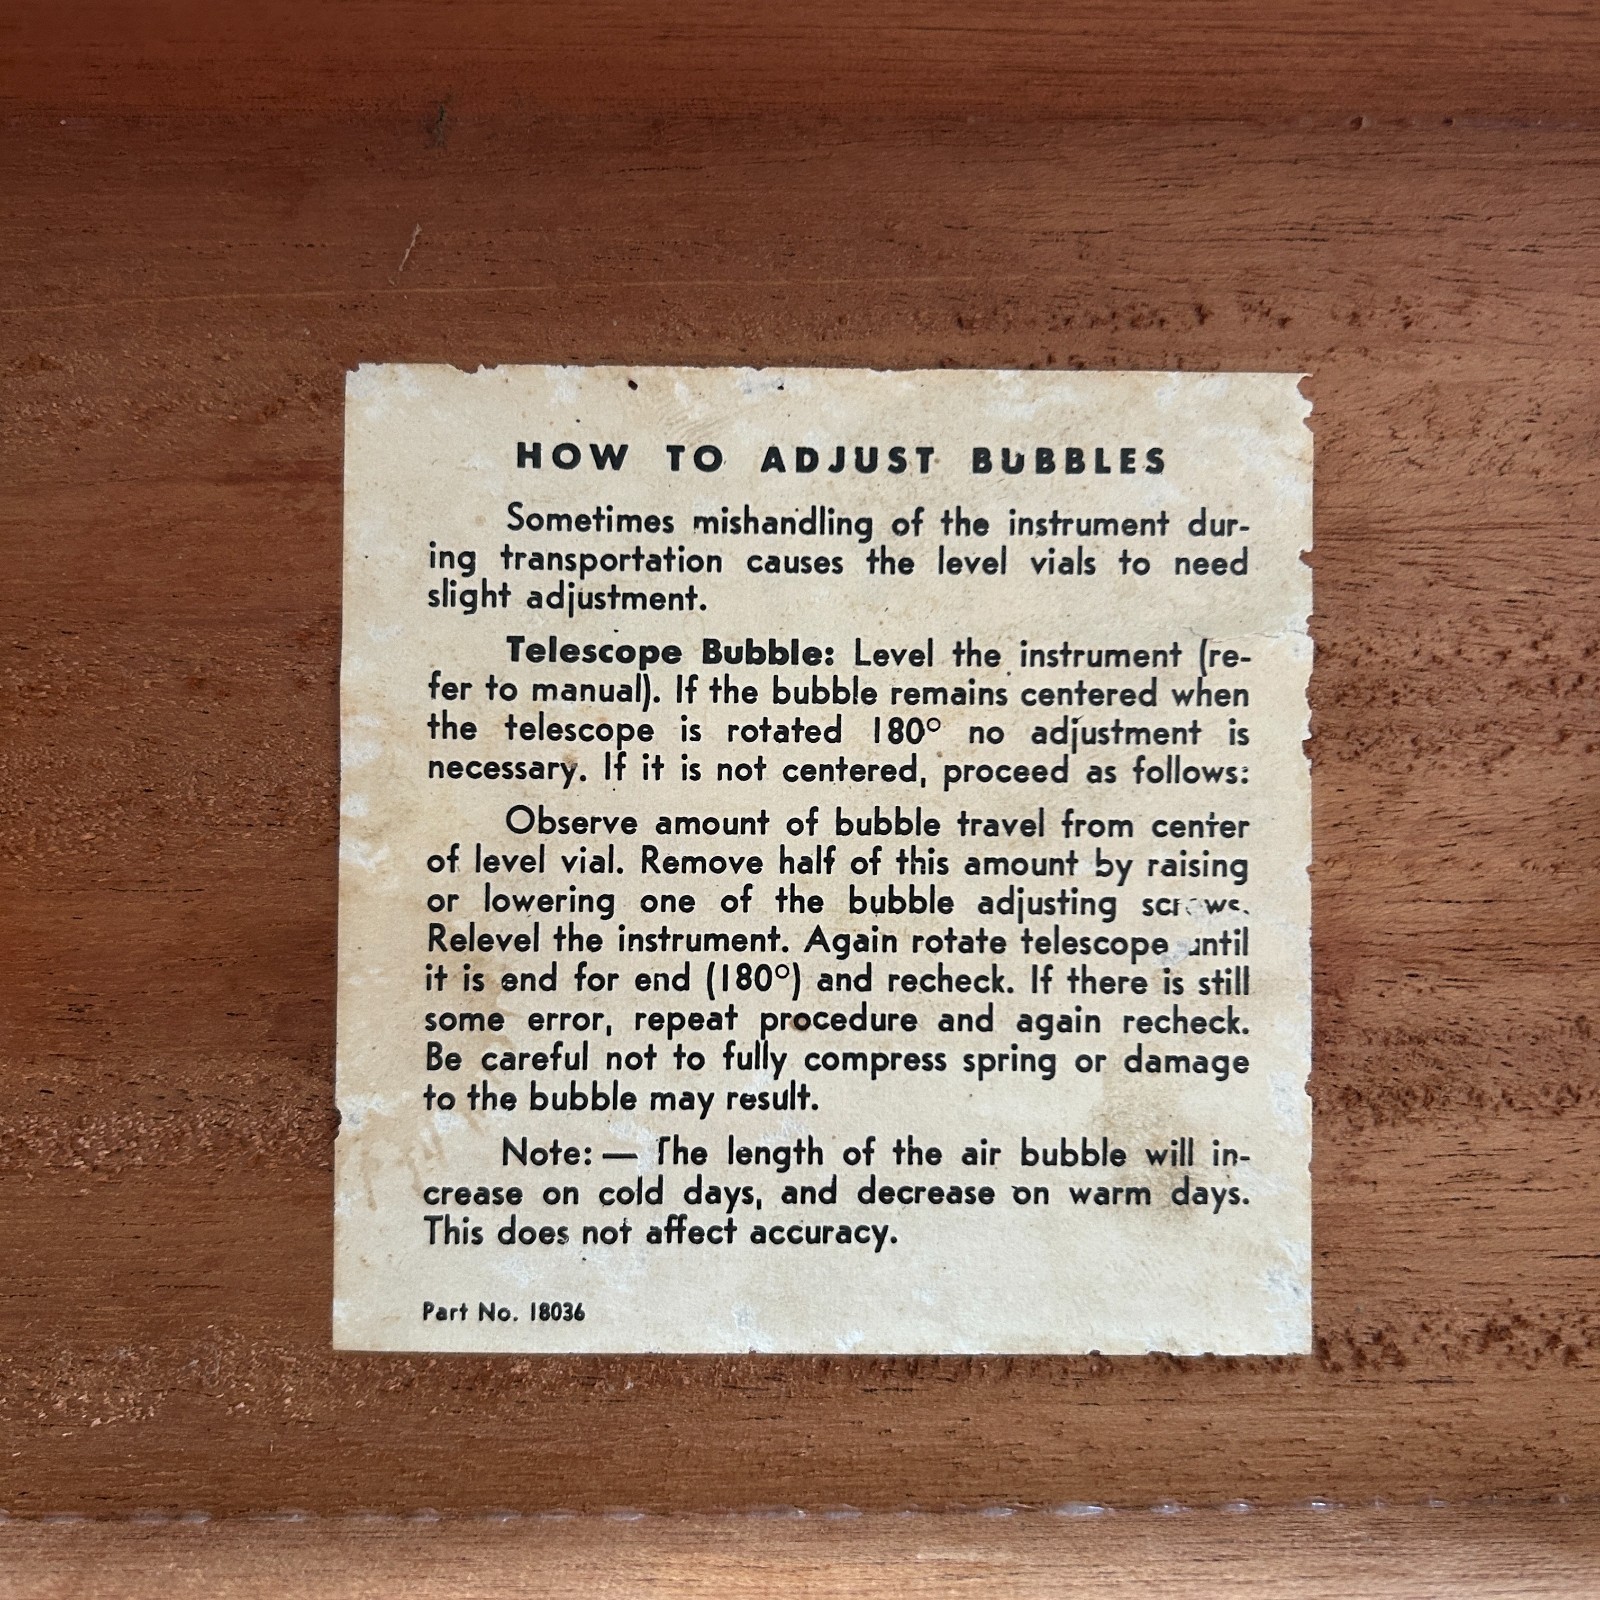 HOW TO ADJUST BUBBLES
Sometimes mishandling of the instrument dur-
ing transportation causes the level vials to need
slight adjustment.
Telescope Bubble: Level the instrument (re-
fer to manual). If the bubble remains centered when
the telescope is rotated 180° no adjustment is
necessary. If it is not centered, proceed as follows:
Observe amount of bubble travel from center
of level vial. Remove half of this amount by raising
or lowering one of the bubble adjusting screws.
Relevel the instrument. Again rotate telescope until
it is end for end (180°) and recheck. If there is still
some error, repeat procedure and again recheck.
Be careful not to fully compress spring or damage
to the bubble may result.
Note: — The length of the air bubble will in-
crease on cold days, and decrease on warm days.
This does not affect accuracy.
Part No. 18036